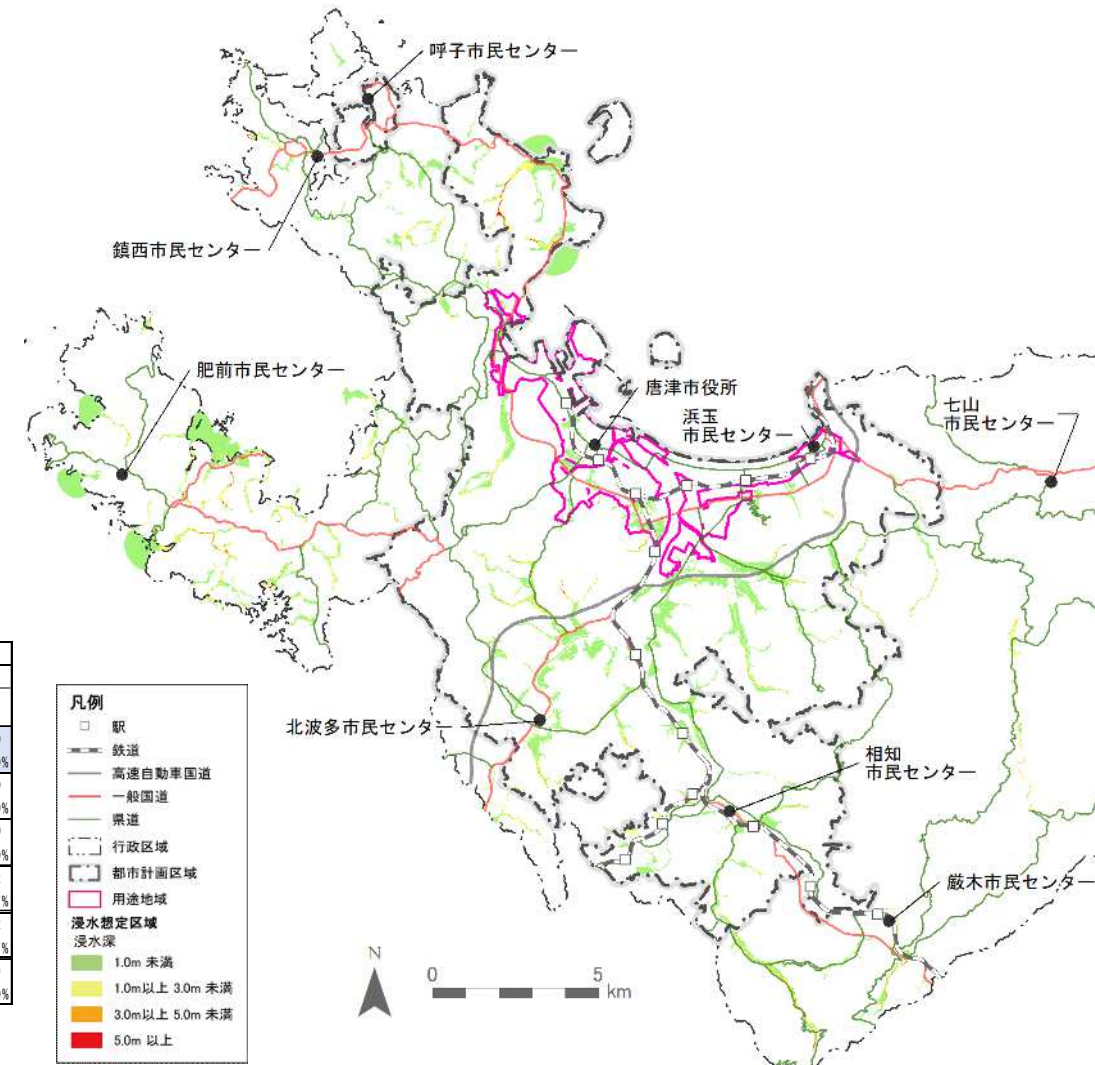 呼子市民センター
鎮西市民センター
肥前市民センター
唐津市役所
浜玉
市民センター
七山
市民センター
北波多市民センター
相知
市民センター
厳木市民センター
凡例
駅
鉄道
高速自動車国道
一般国道
県道
行政区域
都市計画区域
用途地域
浸水想定区域
浸水深
1.0m 未満
1.0m以上 3.0m 未満
3.0m以上 5.0m 未満
5.0m 以上
N
0 5
km